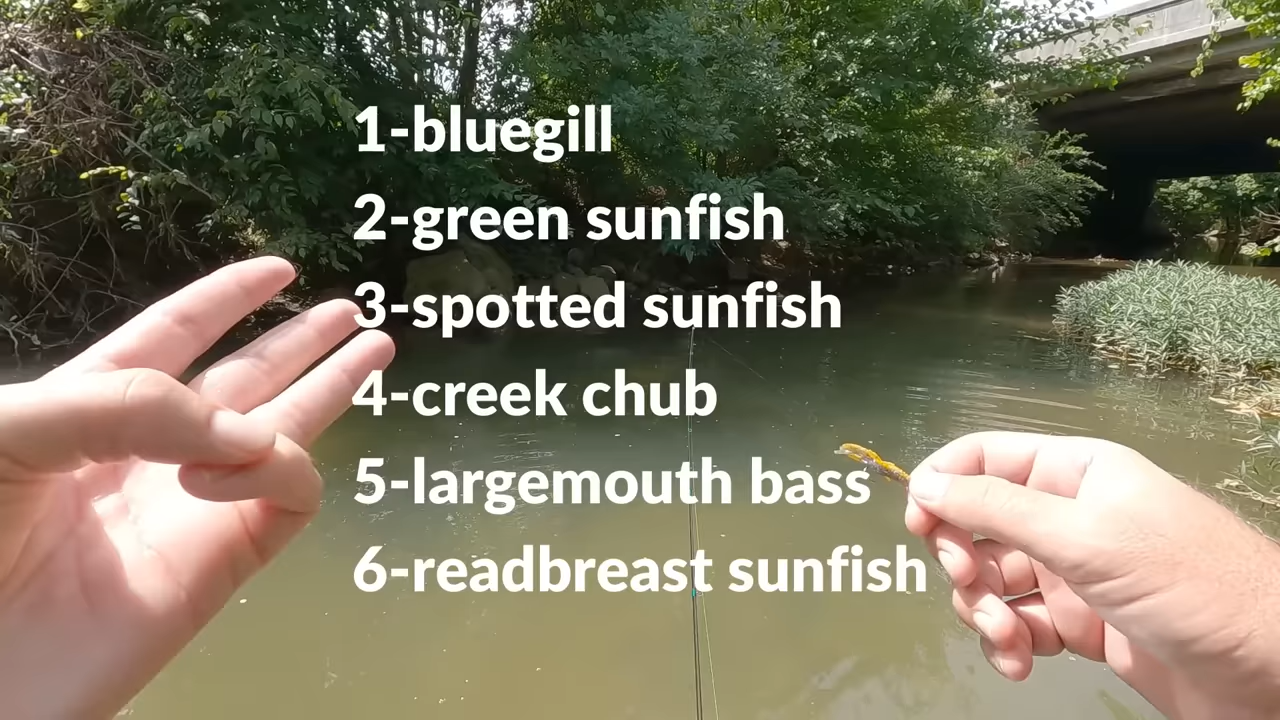 1-bluegill
2-green sunfish
3-spotted sunfish
4-creek chub
5-largemouth bass
6-readbreast sunfish